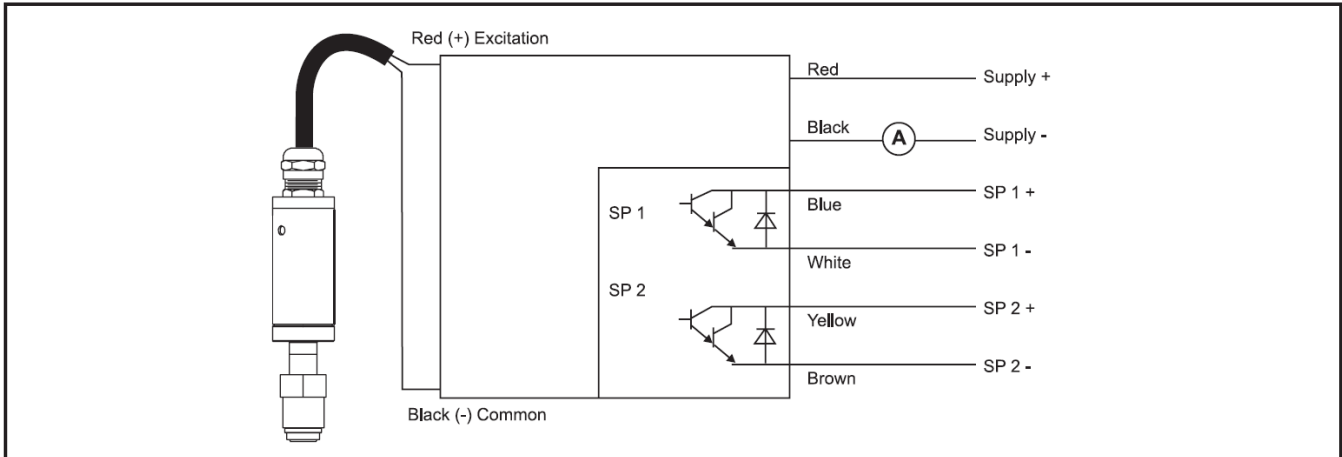 Red (+) Excitation
Red
Supply +
Black
A
Supply -
SP 1
Blue
SP 1 +
White
SP 1 -
SP 2
Yellow
SP 2 +
Brown
SP 2 -
Black (-) Common